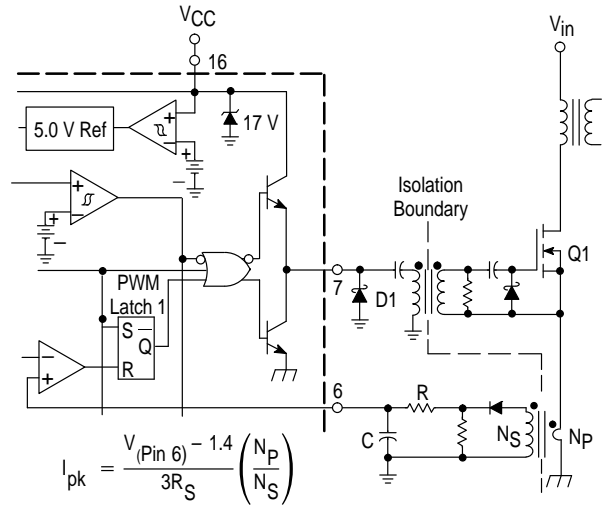 VCC
Vin
16
+
–
5.0 V Ref
17 V
+
–
+
–
+
–
Isolation
Boundary
Q1
PWM
Latch 1
7
D1
S
Q̅
R
–
+
6
R
C
NS
NP
Ipk = V(Pin 6) – 1.4 / 3RS (NP / NS)